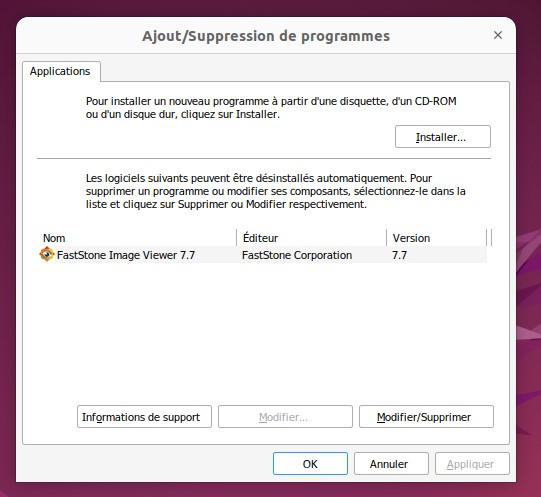 Ajout/Suppression de programmes
Applications
Pour installer un nouveau programme à partir d'une disquette, d'un CD-ROM
ou d'un disque dur, cliquez sur Installer.
Installer...
Les logiciels suivants peuvent être désinstallés automatiquement. Pour
supprimer un programme ou modifier ses composants, sélectionnez-le dans la
liste et cliquez sur Supprimer ou Modifier respectivement.
Nom Éditeur Version
FastStone Image Viewer 7.7 FastStone Corporation 7.7
Informations de support Modifier... Modifier/Supprimer
OK Annuler Appliquer